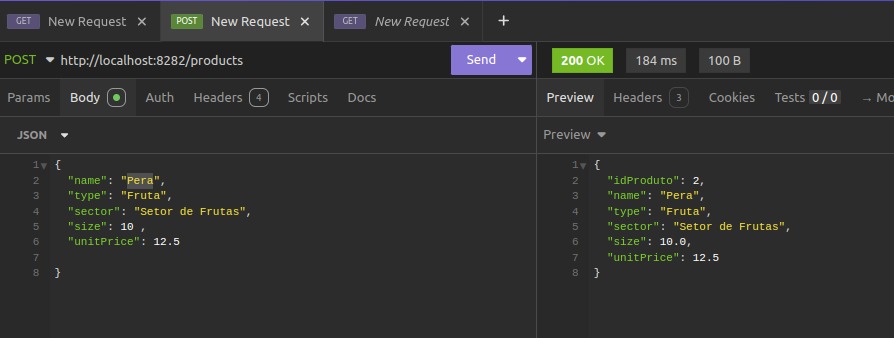 GET New Request × POST New Request × GET New Request × +
POST http://localhost:8282/products Send 200 OK 184 ms 100 B
Params Body Auth Headers 4 Scripts Docs Preview Headers 3 Cookies Tests 0 / 0 → Mo
JSON Preview
1 {
2 "name": "Pera",
3 "type": "Fruta",
4 "sector": "Setor de Frutas",
5 "size": 10 ,
6 "unitPrice": 12.5
7
8 }
1 {
2 "idProduto": 2,
3 "name": "Pera",
4 "type": "Fruta",
5 "sector": "Setor de Frutas",
6 "size": 10.0,
7 "unitPrice": 12.5
8 }